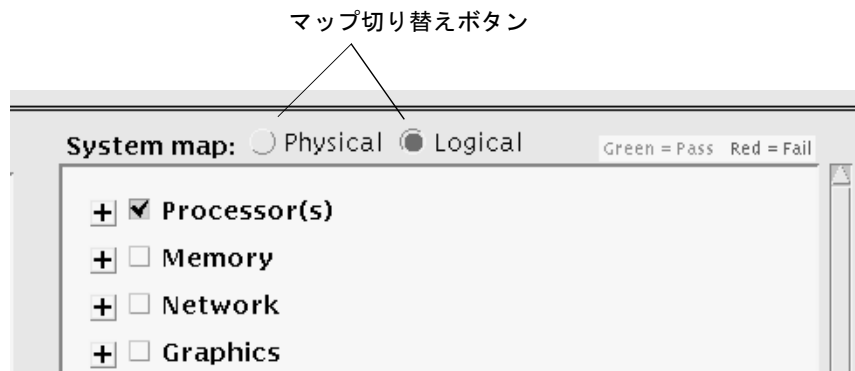 マップ切り替えボタン
System map: Physical Logical Green = Pass Red = Fail
Processor(s)
Memory
Network
Graphics